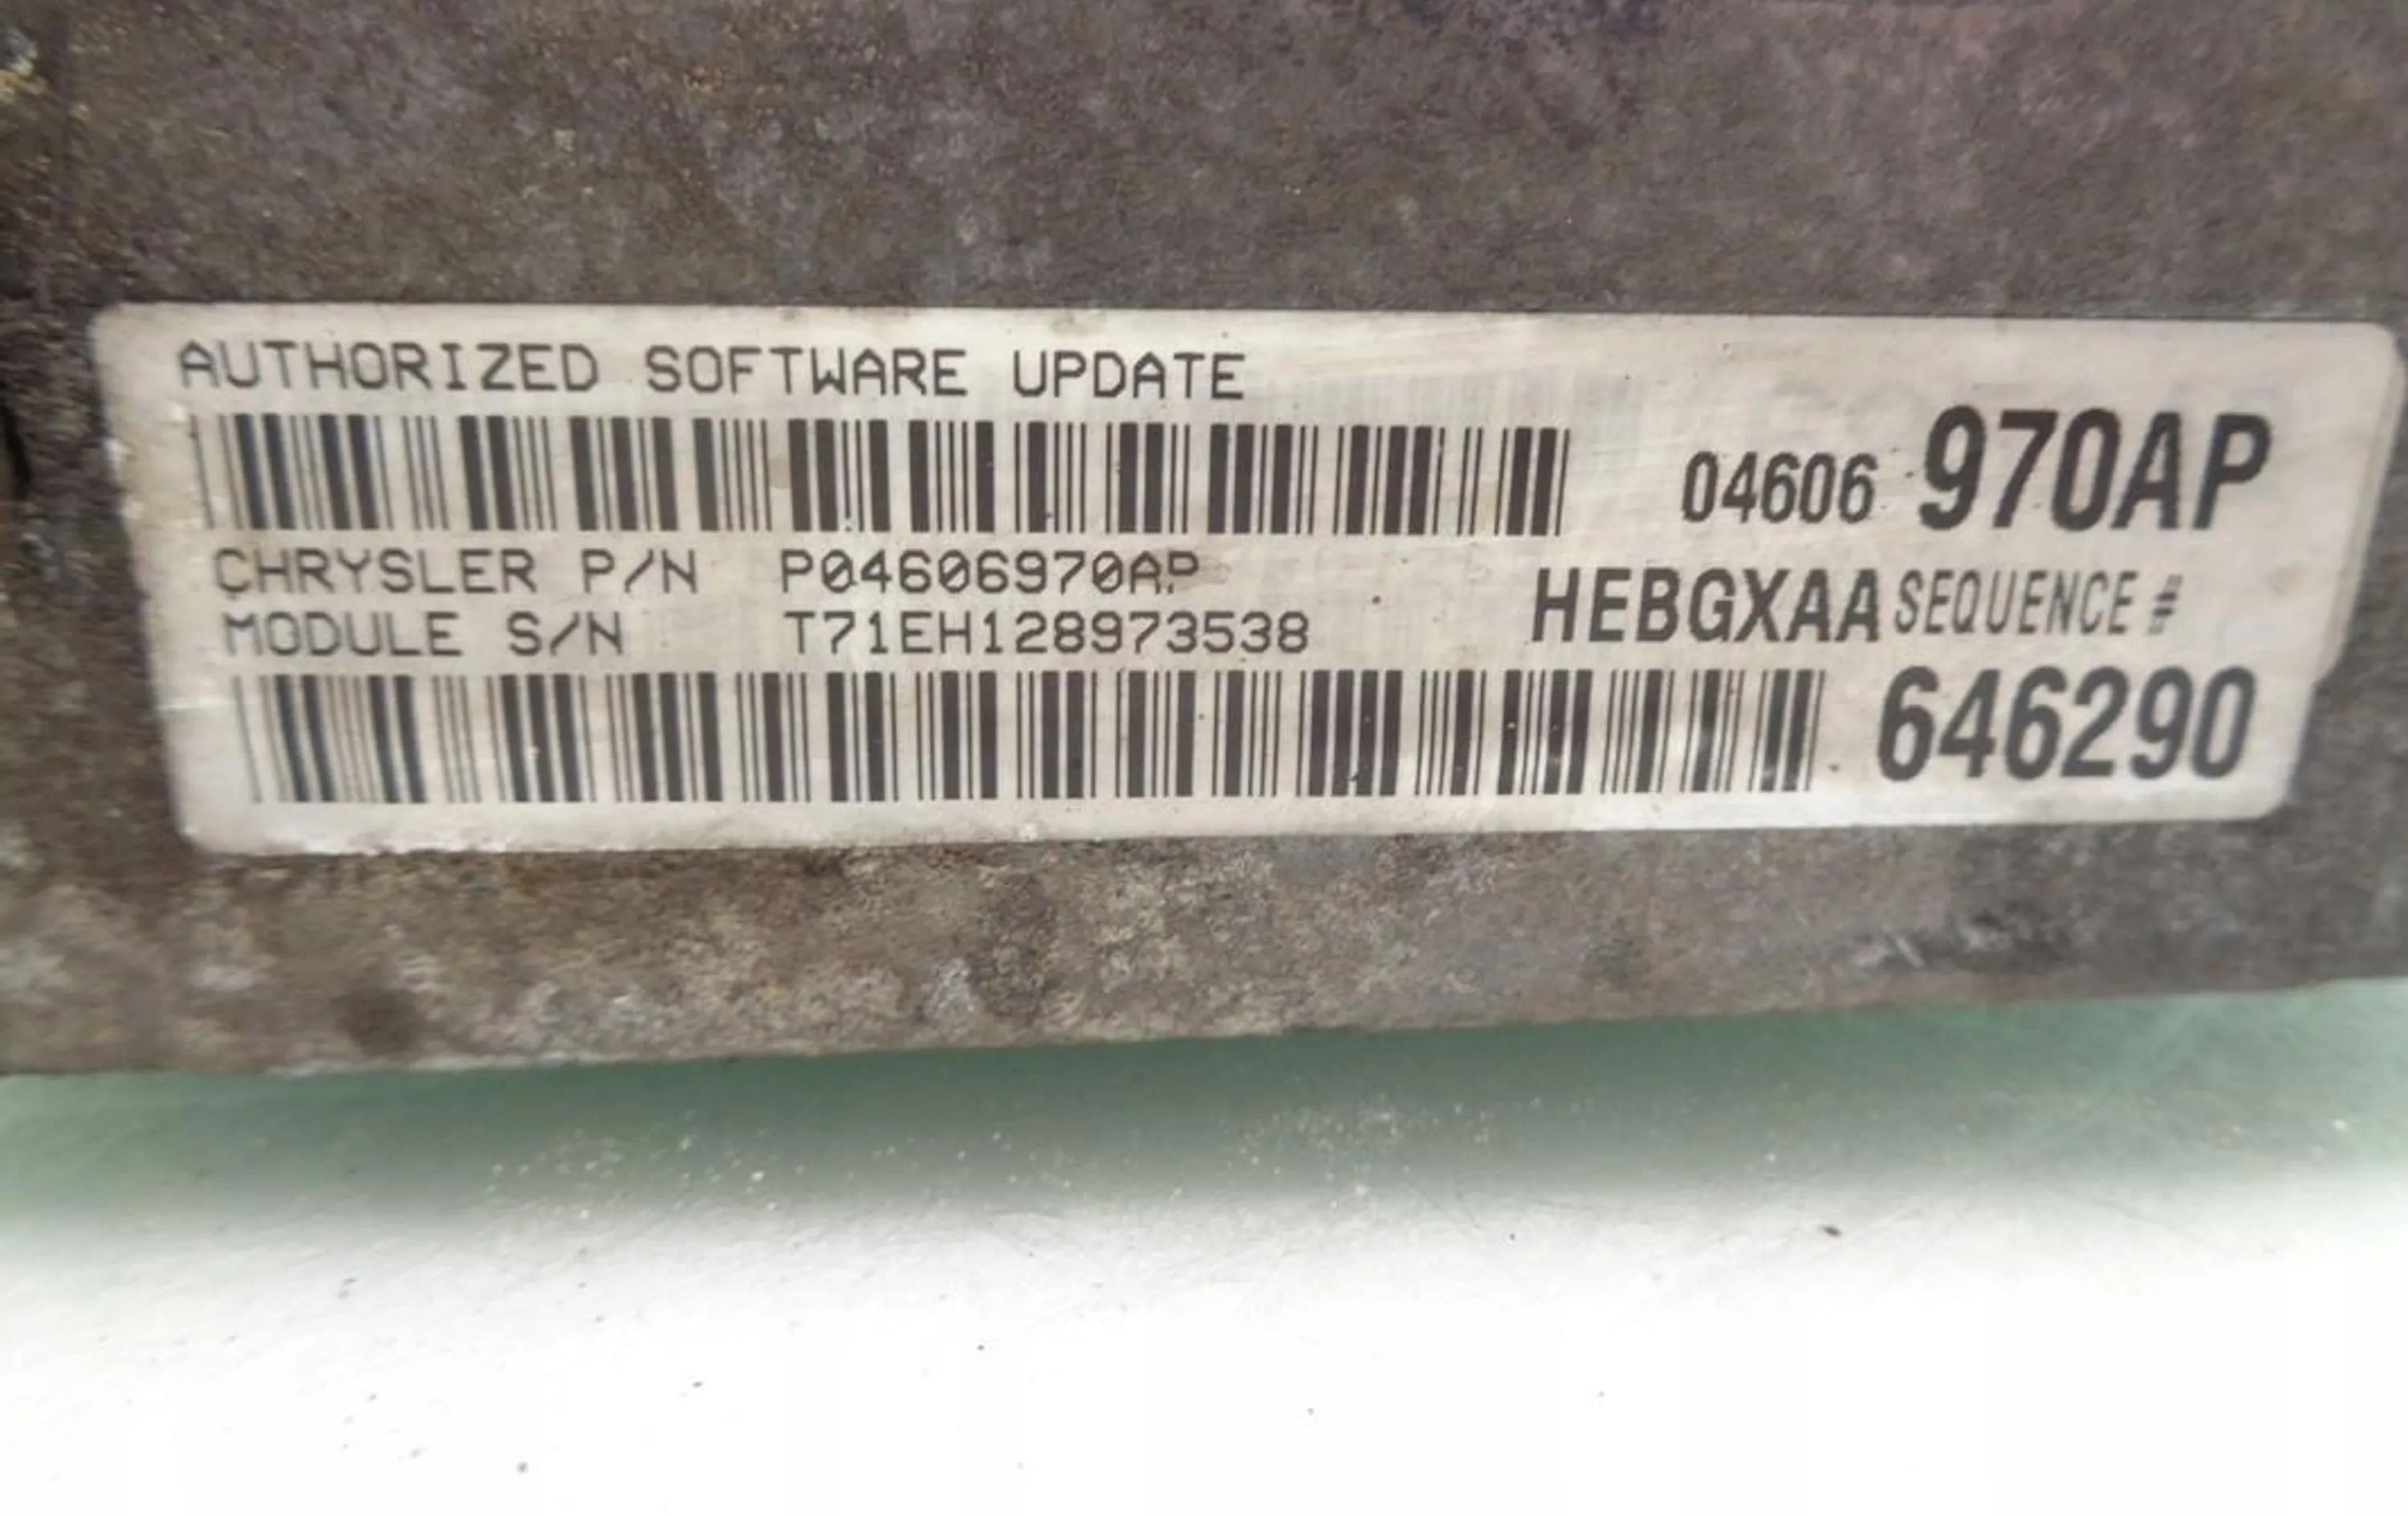 AUTHORIZED SOFTWARE UPDATE
04606 970AP
CHRYSLER P/N P04606970AP
MODULE S/N T71EH128973538
HEBGXAA SEQUENCE #
646290